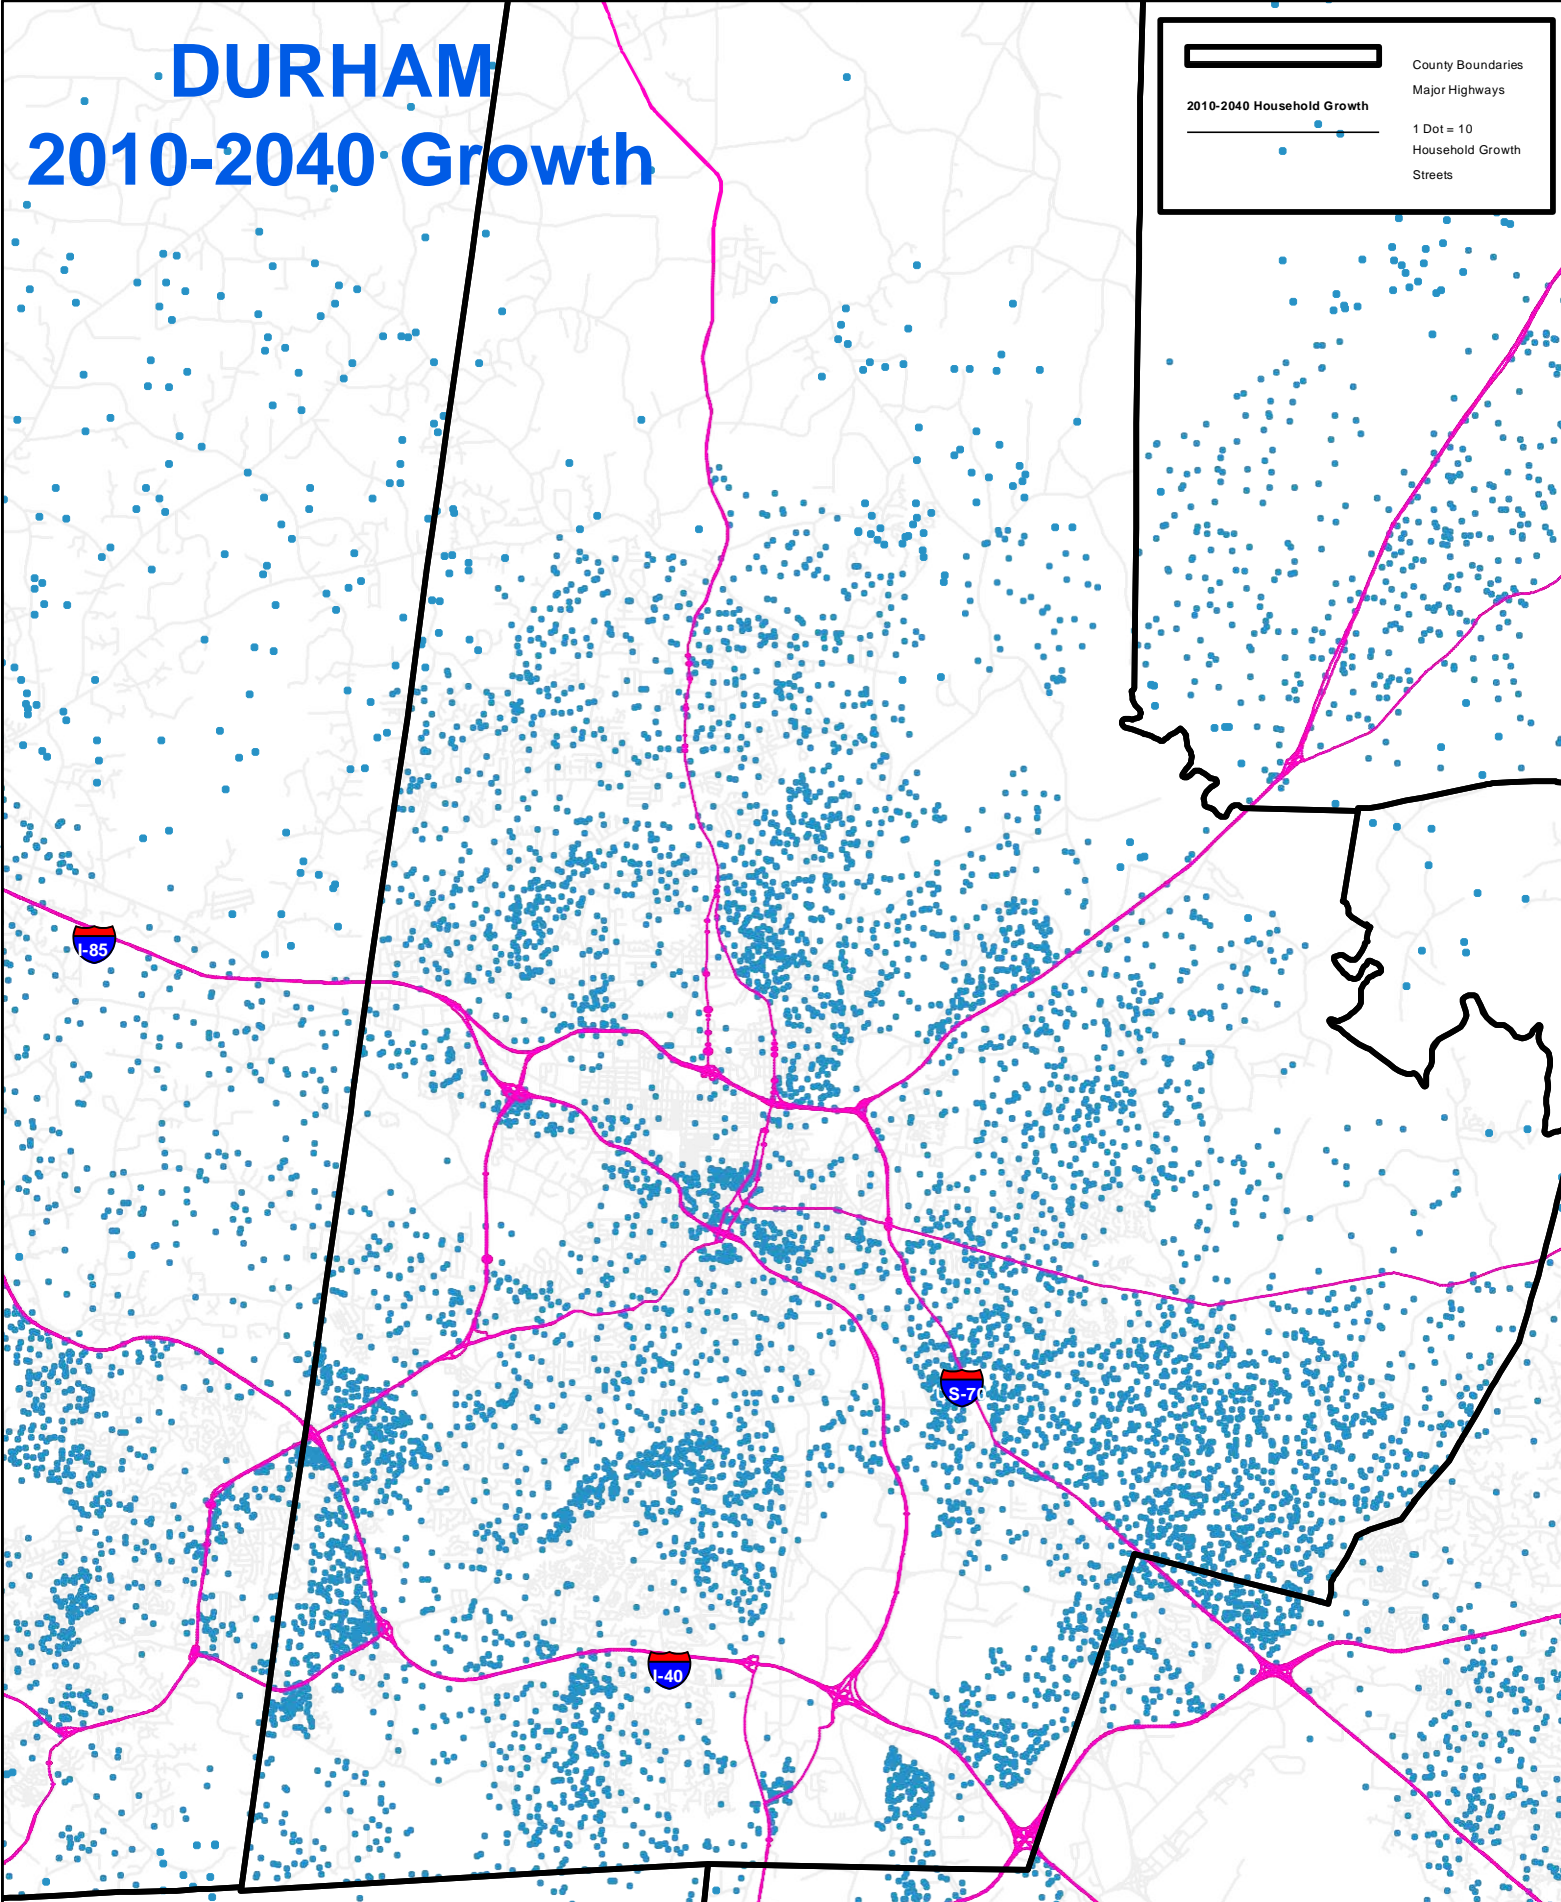 DURHAM
2010-2040 Growth
County Boundaries
Major Highways
2010-2040 Household Growth
1 Dot = 10
Household Growth
Streets
I-85
S-70
I-40